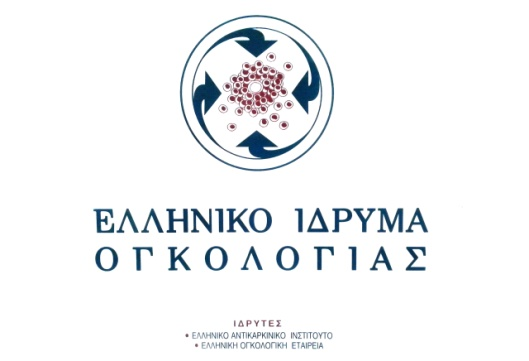 ΕΛΛΗΝΙΚΟ ΙΔΡΥΜΑ
ΟΓΚΟΛΟΓΙΑΣ
ΙΔΡΥΤΕΣ
• ΕΛΛΗΝΙΚΟ ΑΝΤΙΚΑΡΚΙΝΙΚΟ ΙΝΣΤΙΤΟΥΤΟ
• ΕΛΛΗΝΙΚΗ ΟΓΚΟΛΟΓΙΚΗ ΕΤΑΙΡΕΙΑ